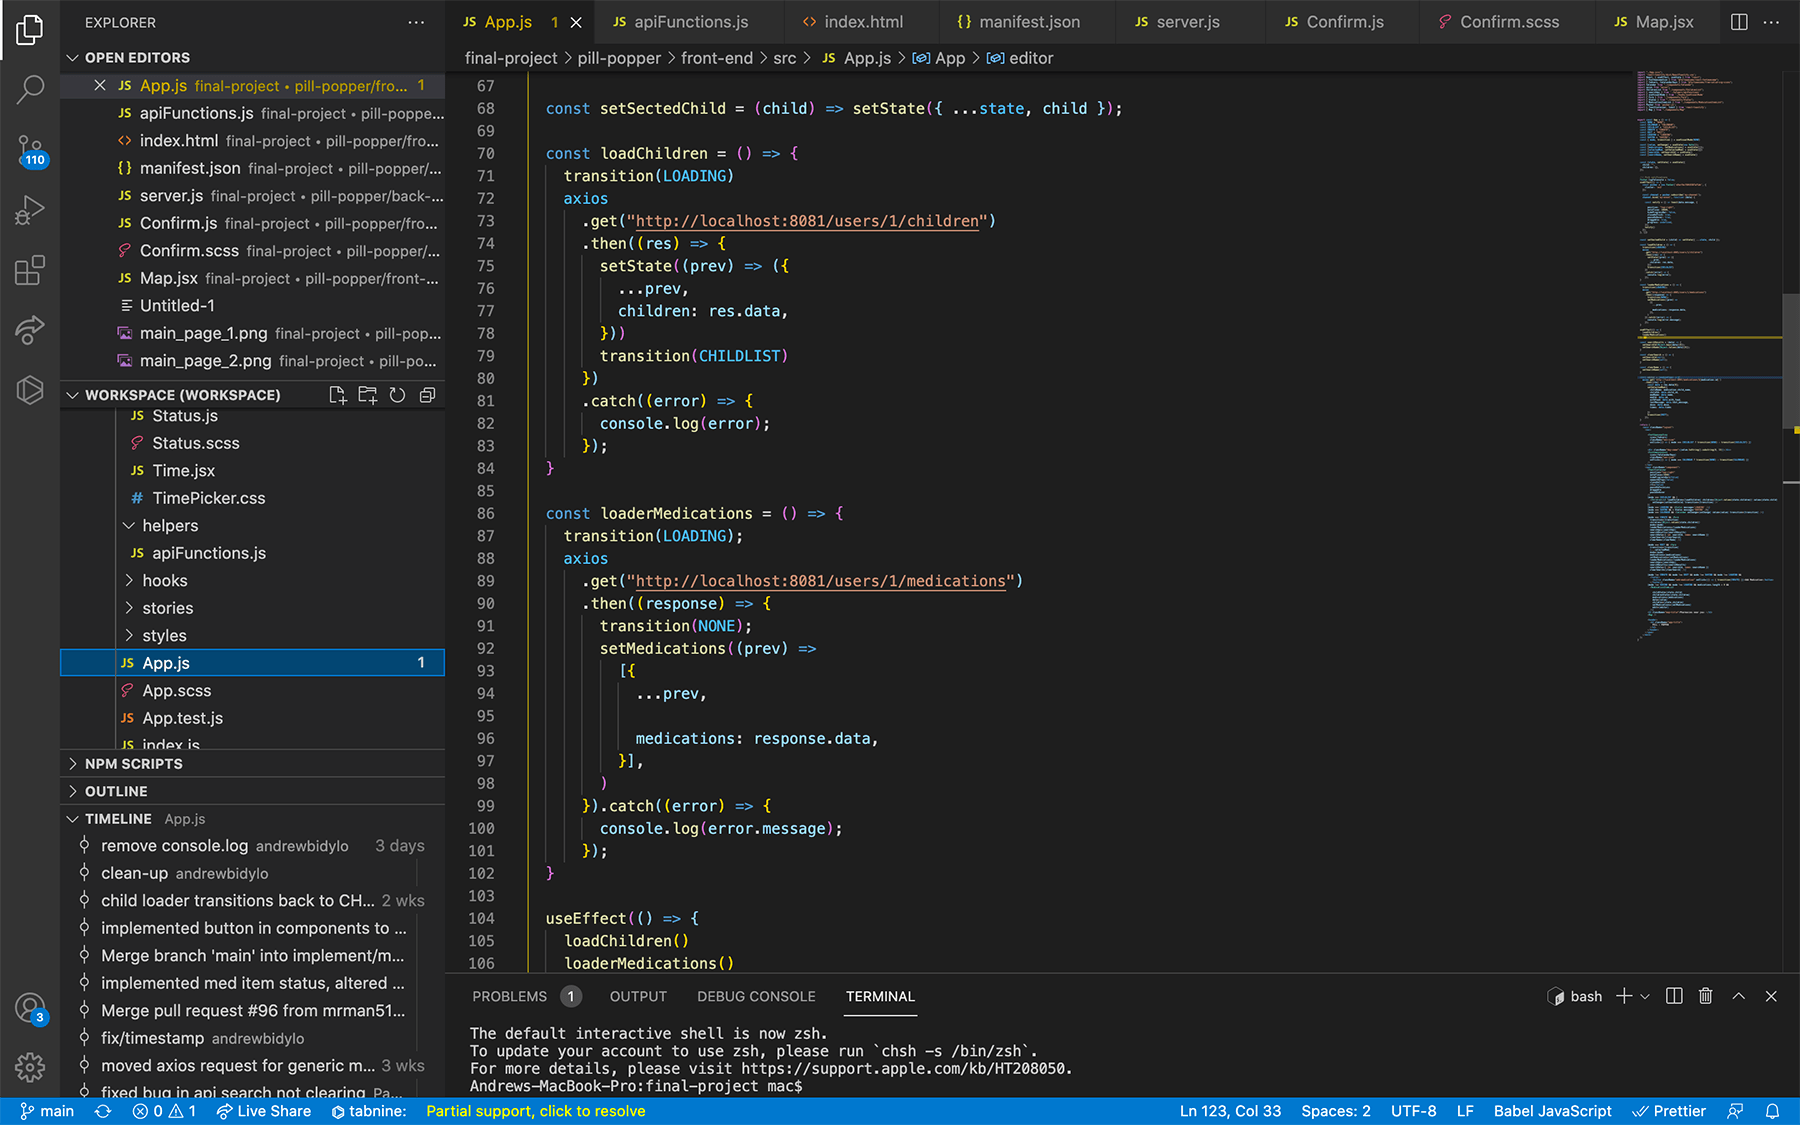 EXPLORER
OPEN EDITORS
JS App.js final-project • pill-popper/fro... 1
JS apiFunctions.js final-project • pill-poppe...
<> index.html final-project • pill-popper/fro...
{} manifest.json final-project • pill-popper/...
JS server.js final-project • pill-popper/back-...
JS Confirm.js final-project • pill-popper/fro...
Confirm.scss final-project • pill-popper/...
JS Map.jsx final-project • pill-popper/front-...
Untitled-1
main_page_1.png final-project • pill-pop...
main_page_2.png final-project • pill-po...
110
WORKSPACE (WORKSPACE)
JS Status.js
Status.scss
JS Time.jsx
# TimePicker.css
helpers
JS apiFunctions.js
hooks
stories
styles
JS App.js 1
App.scss
JS App.test.js
JS index.js
NPM SCRIPTS
OUTLINE
TIMELINE App.js
remove console.log andrewbidylo 3 days
clean-up andrewbidylo
child loader transitions back to CH... 2 wks
implemented button in components to ...
Merge branch 'main' into implement/m...
implemented med item status, altered ...
Merge pull request #96 from mrman51...
fix/timestamp andrewbidylo
moved axios request for generic m... 3 wks
fixed bug in api search not clearing Pa...
3
JS App.js 1
JS apiFunctions.js
<> index.html
{} manifest.json
JS server.js
JS Confirm.js
Confirm.scss
JS Map.jsx
final-project > pill-popper > front-end > src > JS App.js > App > editor
67
68 const setSectedChild = (child) => setState({ ...state, child });
69
70 const loadChildren = () => {
71 transition(LOADING)
72 axios
73 .get("http://localhost:8081/users/1/children")
74 .then((res) => {
75 setState((prev) => ({
76 ...prev,
77 children: res.data,
78 }))
79 transition(CHILDLIST)
80 })
81 .catch((error) => {
82 console.log(error);
83 });
84 }
85
86 const loaderMedications = () => {
87 transition(LOADING);
88 axios
89 .get("http://localhost:8081/users/1/medications")
90 .then((response) => {
91 transition(NONE);
92 setMedications((prev) =>
93 [{
94 ...prev,
95
96 medications: response.data,
97 }],
98 )
99 }).catch((error) => {
100 console.log(error.message);
101 });
102 }
103
104 useEffect(() => {
105 loadChildren()
106 loaderMedications()
PROBLEMS 1 OUTPUT DEBUG CONSOLE TERMINAL
bash
The default interactive shell is now zsh.
To update your account to use zsh, please run `chsh -s /bin/zsh`.
For more details, please visit https://support.apple.com/kb/HT208050.
Andrews-MacBook-Pro:final-project mac$
main 0 1 Live Share tabnine: Partial support, click to resolve
Ln 123, Col 33 Spaces: 2 UTF-8 LF Babel JavaScript Prettier